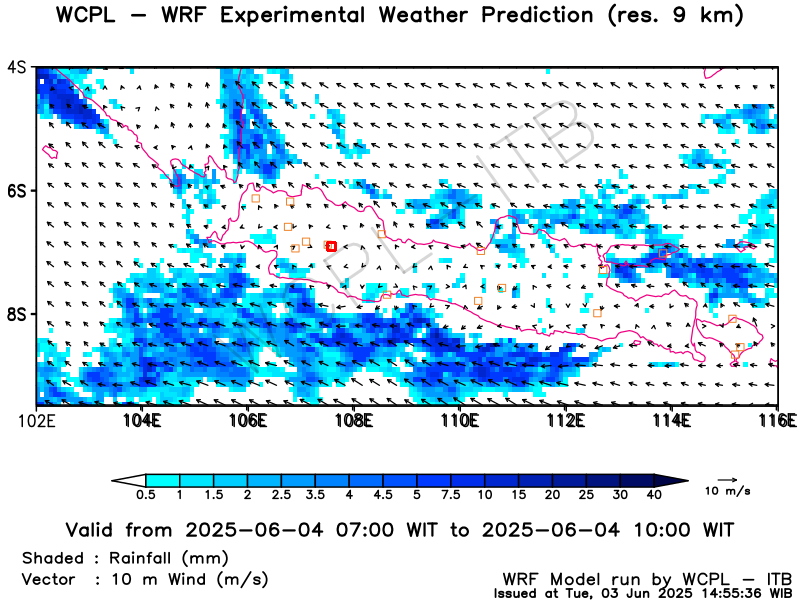 WCPL – WRF Experimental Weather Prediction (res. 9 km)
4S
6S
8S
102E 104E 106E 108E 110E 112E 114E 116E
WCPL ITB
0.5 1 1.5 2 2.5 3.5 4 4.5 5 7.5 10 15 20 25 30 40
10 m/s
Valid from 2025-06-04 07:00 WIT to 2025-06-04 10:00 WIT
Shaded : Rainfall (mm)
Vector : 10 m Wind (m/s)
WRF Model run by WCPL – ITB
Issued at Tue, 03 Jun 2025 14:55:36 WIB